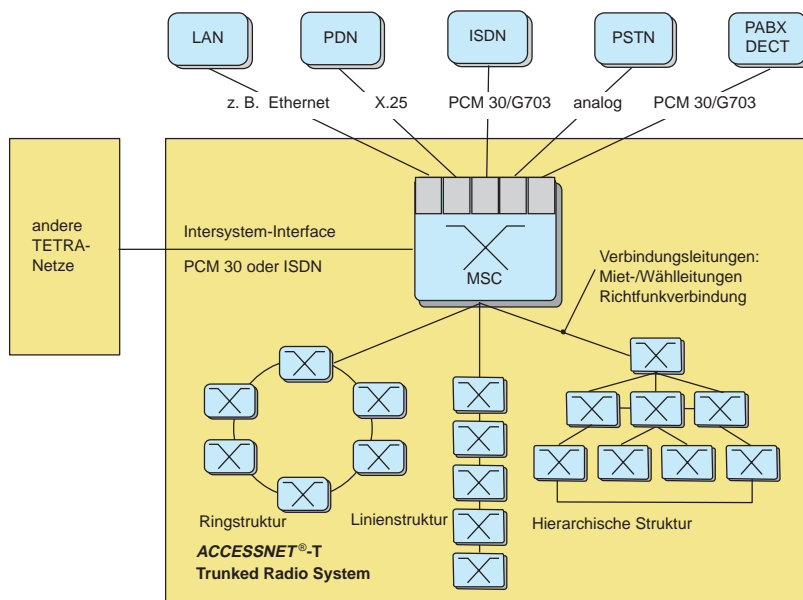 LAN
PDN
ISDN
PSTN
PABX
DECT
z. B. Ethernet
X.25
PCM 30/G703
analog
PCM 30/G703
andere
TETRA-
Netze
Intersystem-Interface
PCM 30 oder ISDN
MSC
Verbindungsleitungen:
Miet-/Wählleitungen
Richtfunkverbindung
Ringstruktur
Linienstruktur
Hierarchische Struktur
ACCESSNET®-T
Trunked Radio System